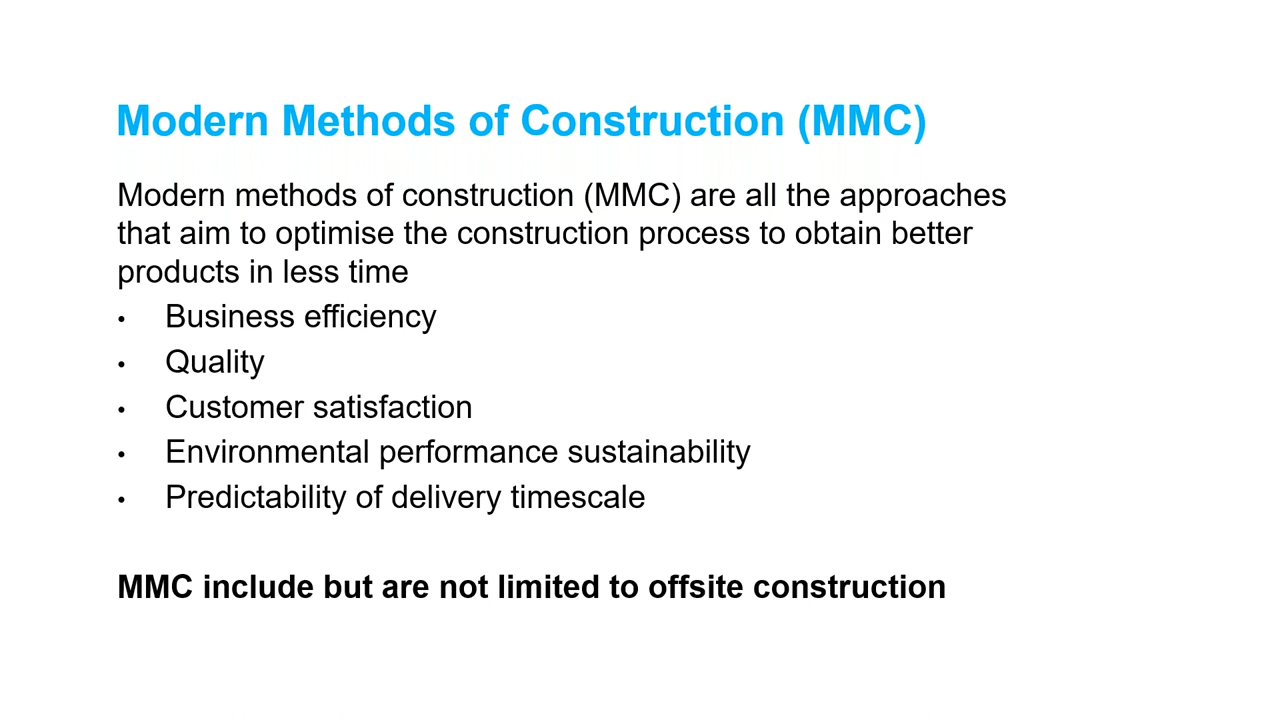 Modern Methods of Construction (MMC)
Modern methods of construction (MMC) are all the approaches
that aim to optimise the construction process to obtain better
products in less time
• Business efficiency
• Quality
• Customer satisfaction
• Environmental performance sustainability
• Predictability of delivery timescale
MMC include but are not limited to offsite construction